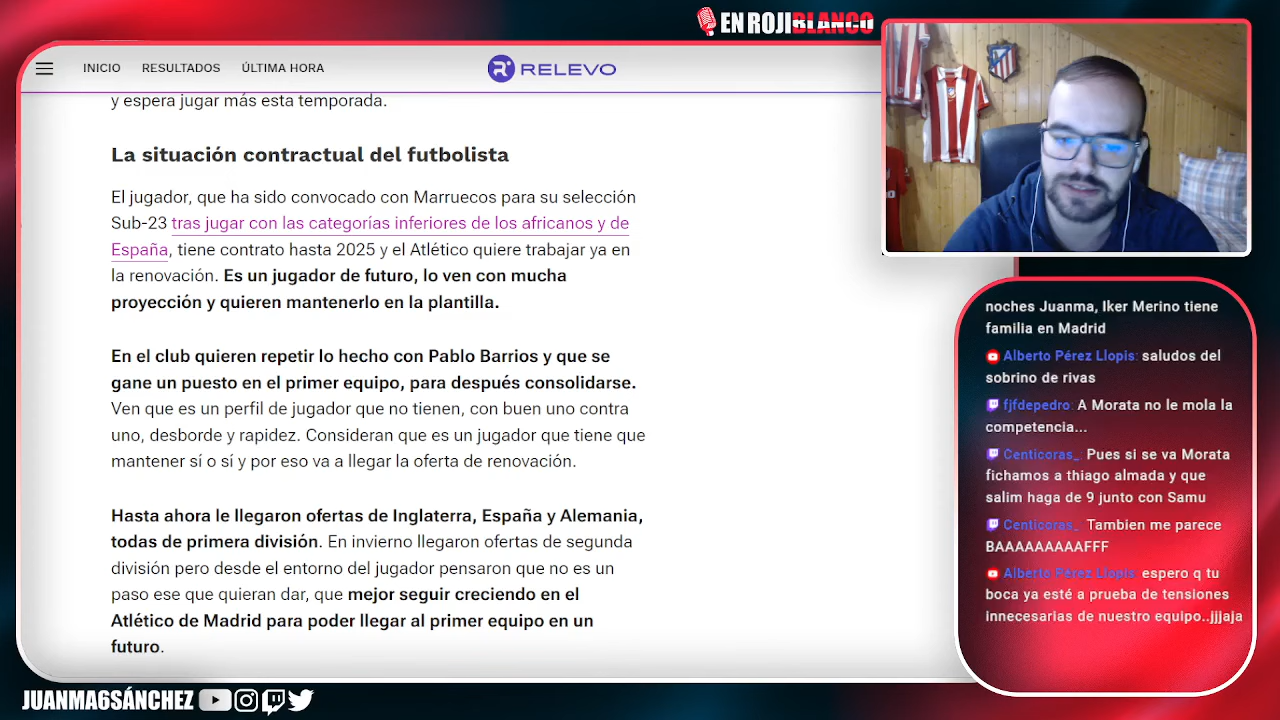 EN ROJIBLANCO
INICIO RESULTADOS ÚLTIMA HORA
RELEVO
y espera jugar más esta temporada.
La situación contractual del futbolista
El jugador, que ha sido convocado con Marruecos para su selección
Sub-23 tras jugar con las categorías inferiores de los africanos y de
España, tiene contrato hasta 2025 y el Atlético quiere trabajar ya en
la renovación. Es un jugador de futuro, lo ven con mucha
proyección y quieren mantenerlo en la plantilla.
En el club quieren repetir lo hecho con Pablo Barrios y que se
gane un puesto en el primer equipo, para después consolidarse.
Ven que es un perfil de jugador que no tienen, con buen uno contra
uno, desborde y rapidez. Consideran que es un jugador que tiene que
mantener sí o sí y por eso va a llegar la oferta de renovación.
Hasta ahora le llegaron ofertas de Inglaterra, España y Alemania,
todas de primera división. En invierno llegaron ofertas de segunda
división pero desde el entorno del jugador pensaron que no es un
paso ese que quieran dar, que mejor seguir creciendo en el
Atlético de Madrid para poder llegar al primer equipo en un
futuro.
noches Juanma, Iker Merino tiene
familia en Madrid
Alberto Pérez Llopis: saludos del
sobrino de rivas
fjfdepedro: A Morata no le mola la
competencia...
Centicoras_: Pues si se va Morata
fichamos a thiago almada y que
salim haga de 9 junto con Samu
Centicoras_: Tambien me parece
BAAAAAAAAAFFF
Alberto Pérez Llopis: espero q tu
boca ya esté a prueba de tensiones
innecesarias de nuestro equipo..jjjaja
JUANMA6SÁNCHEZ